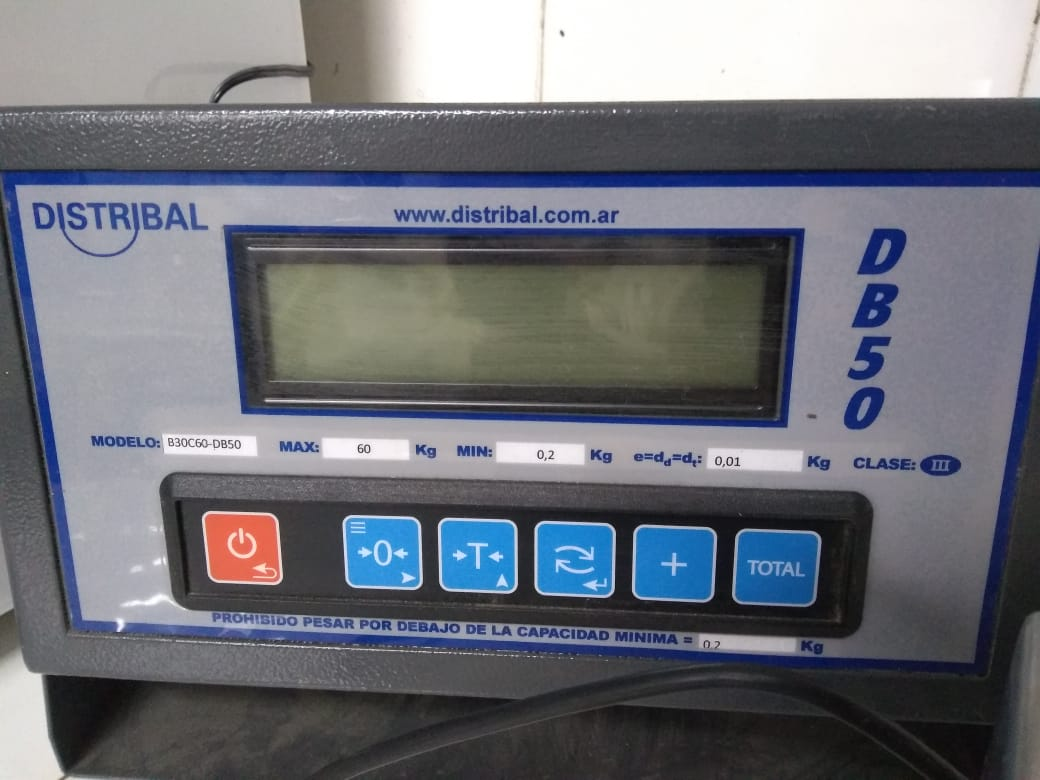 DISTRIBAL
www.distribal.com.ar
DB50
MODELO: B30C60-DB50 MAX: 60 Kg MIN: 0,2 Kg e=dd=dt: 0,01 Kg CLASE: III
→0← →T← + TOTAL
PROHIBIDO PESAR POR DEBAJO DE LA CAPACIDAD MINIMA = 0,2 Kg